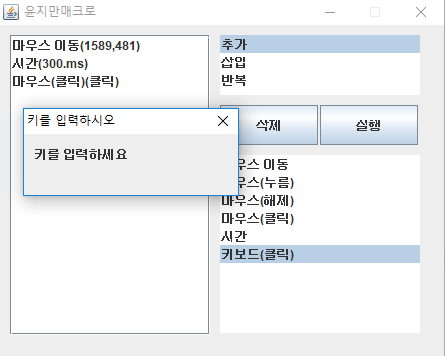 윤지만매크로
마우스 이동(1589,481)
시간(300.ms)
마우스(클릭)(클릭)
추가
삽입
반복
키를 입력하시오
키를 입력하세요
삭제
실행
우스 이동
우스(누름)
마우스(해제)
마우스(클릭)
시간
키보드(클릭)